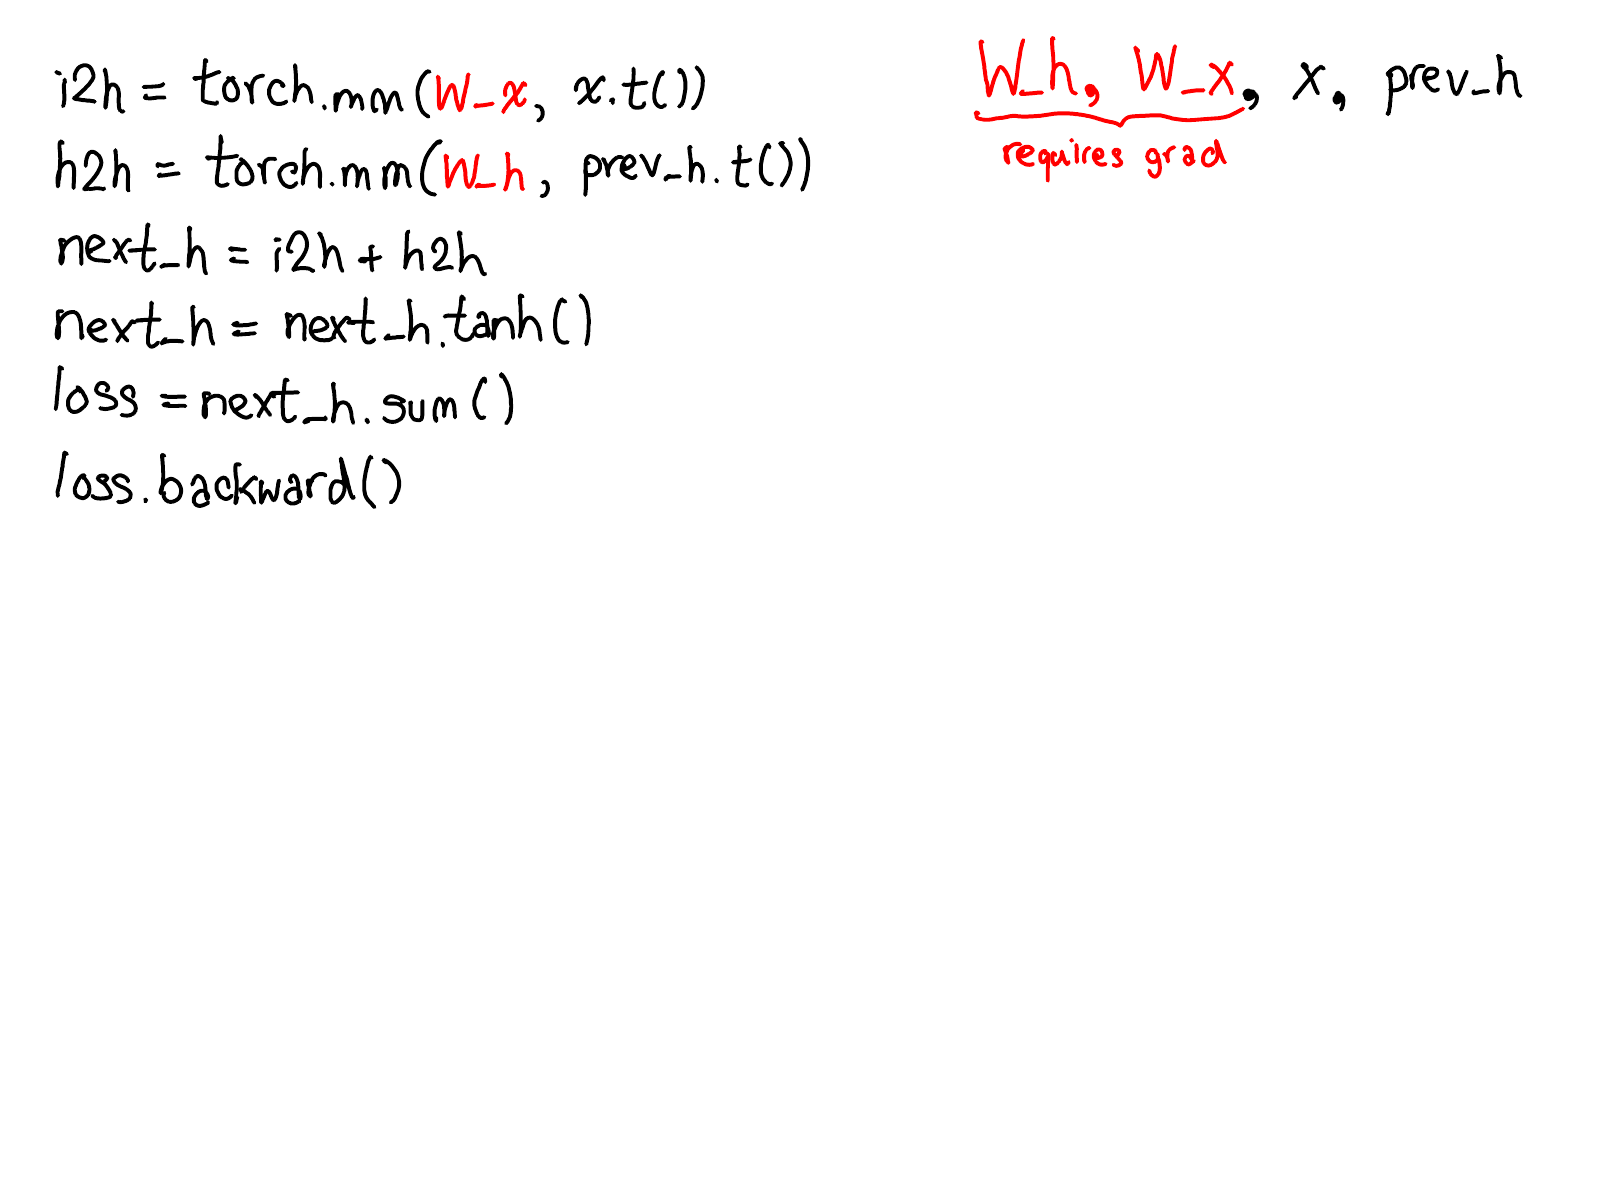 i2h = torch.mm(W_x, x.t())
h2h = torch.mm(W_h, prev_h.t())
next_h = i2h + h2h
next_h = next_h.tanh()
loss = next_h.sum()
loss.backward()
W_h, W_x, x, prev_h
requires grad